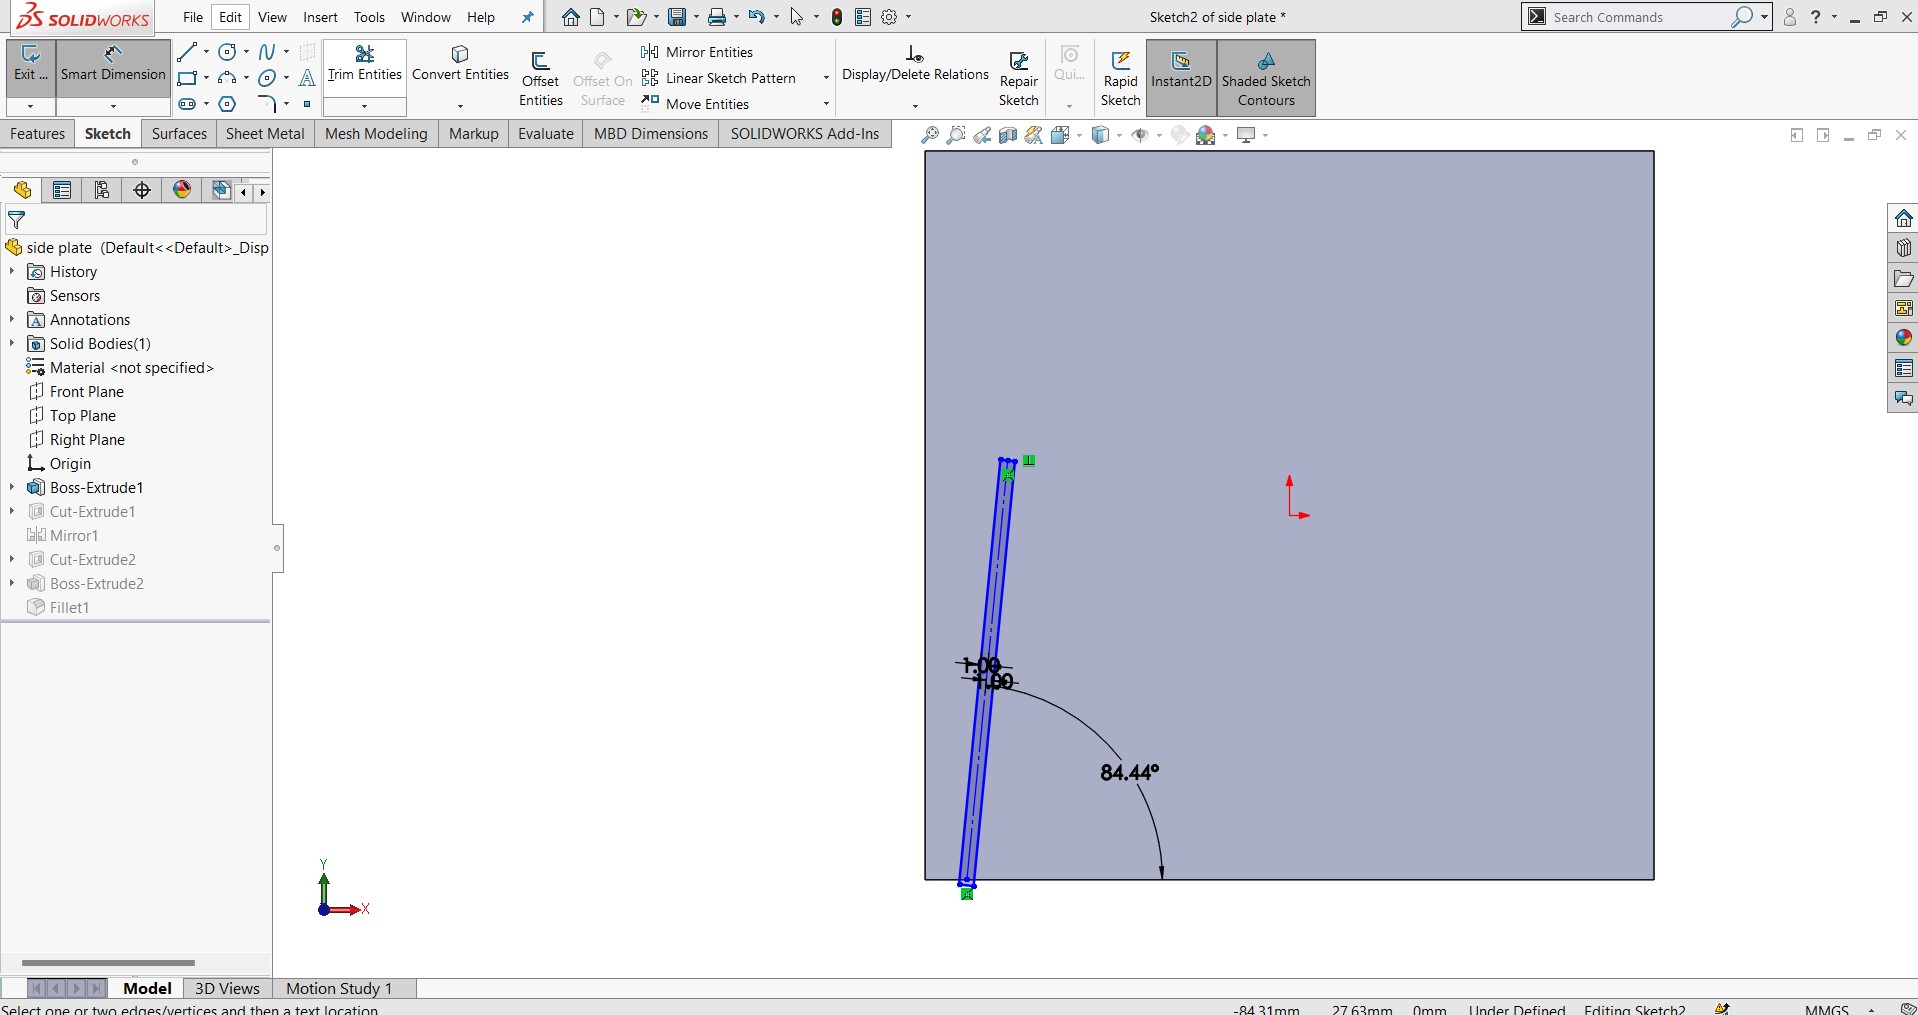 SOLIDWORKS File Edit View Insert Tools Window Help Sketch2 of side plate * Search Commands ?
Exit ... Smart Dimension Trim Entities Convert Entities Offset Entities Offset On Surface Mirror Entities Linear Sketch Pattern Move Entities Display/Delete Relations Repair Sketch Qui... Rapid Sketch Instant2D Shaded Sketch Contours
Features Sketch Surfaces Sheet Metal Mesh Modeling Markup Evaluate MBD Dimensions SOLIDWORKS Add-Ins
side plate (Default<<Default>_Disp
History
Sensors
Annotations
Solid Bodies(1)
Material <not specified>
Front Plane
Top Plane
Right Plane
Origin
Boss-Extrude1
Cut-Extrude1
Mirror1
Cut-Extrude2
Boss-Extrude2
Fillet1
1.00
1.00
84.44°
Y
X
Model 3D Views Motion Study 1
Select one or two edges/vertices and then a text location. -84.31mm 27.63mm 0mm Under Defined Editing Sketch2 MMGS